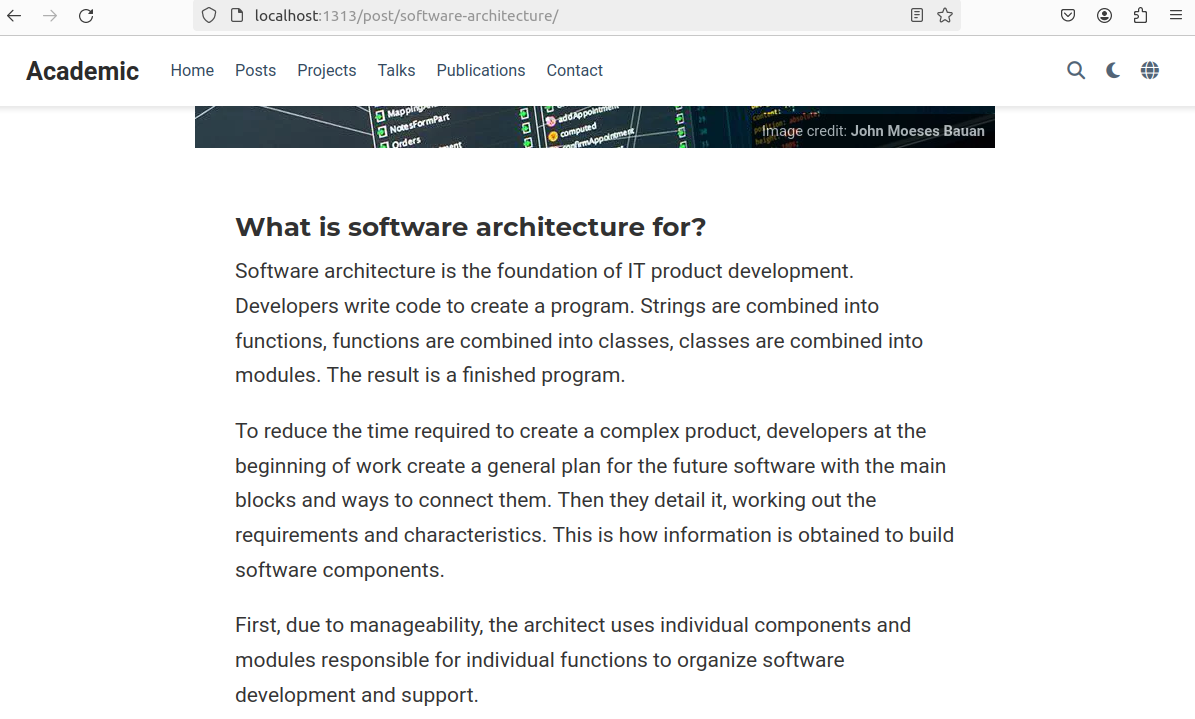 localhost:1313/post/software-architecture/
Academic Home Posts Projects Talks Publications Contact
NotesFormPart
Orders
addAppointment
computed
Image credit: John Moeses Bauan
What is software architecture for?
Software architecture is the foundation of IT product development.
Developers write code to create a program. Strings are combined into
functions, functions are combined into classes, classes are combined into
modules. The result is a finished program.
To reduce the time required to create a complex product, developers at the
beginning of work create a general plan for the future software with the main
blocks and ways to connect them. Then they detail it, working out the
requirements and characteristics. This is how information is obtained to build
software components.
First, due to manageability, the architect uses individual components and
modules responsible for individual functions to organize software
development and support.